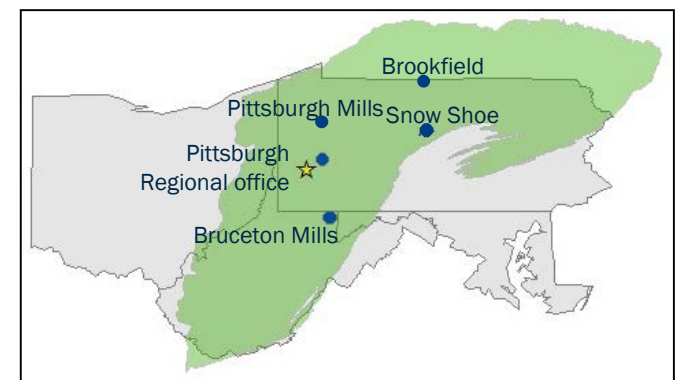 Brookfield
Pittsburgh Mills
Snow Shoe
Pittsburgh
Regional office
Bruceton Mills